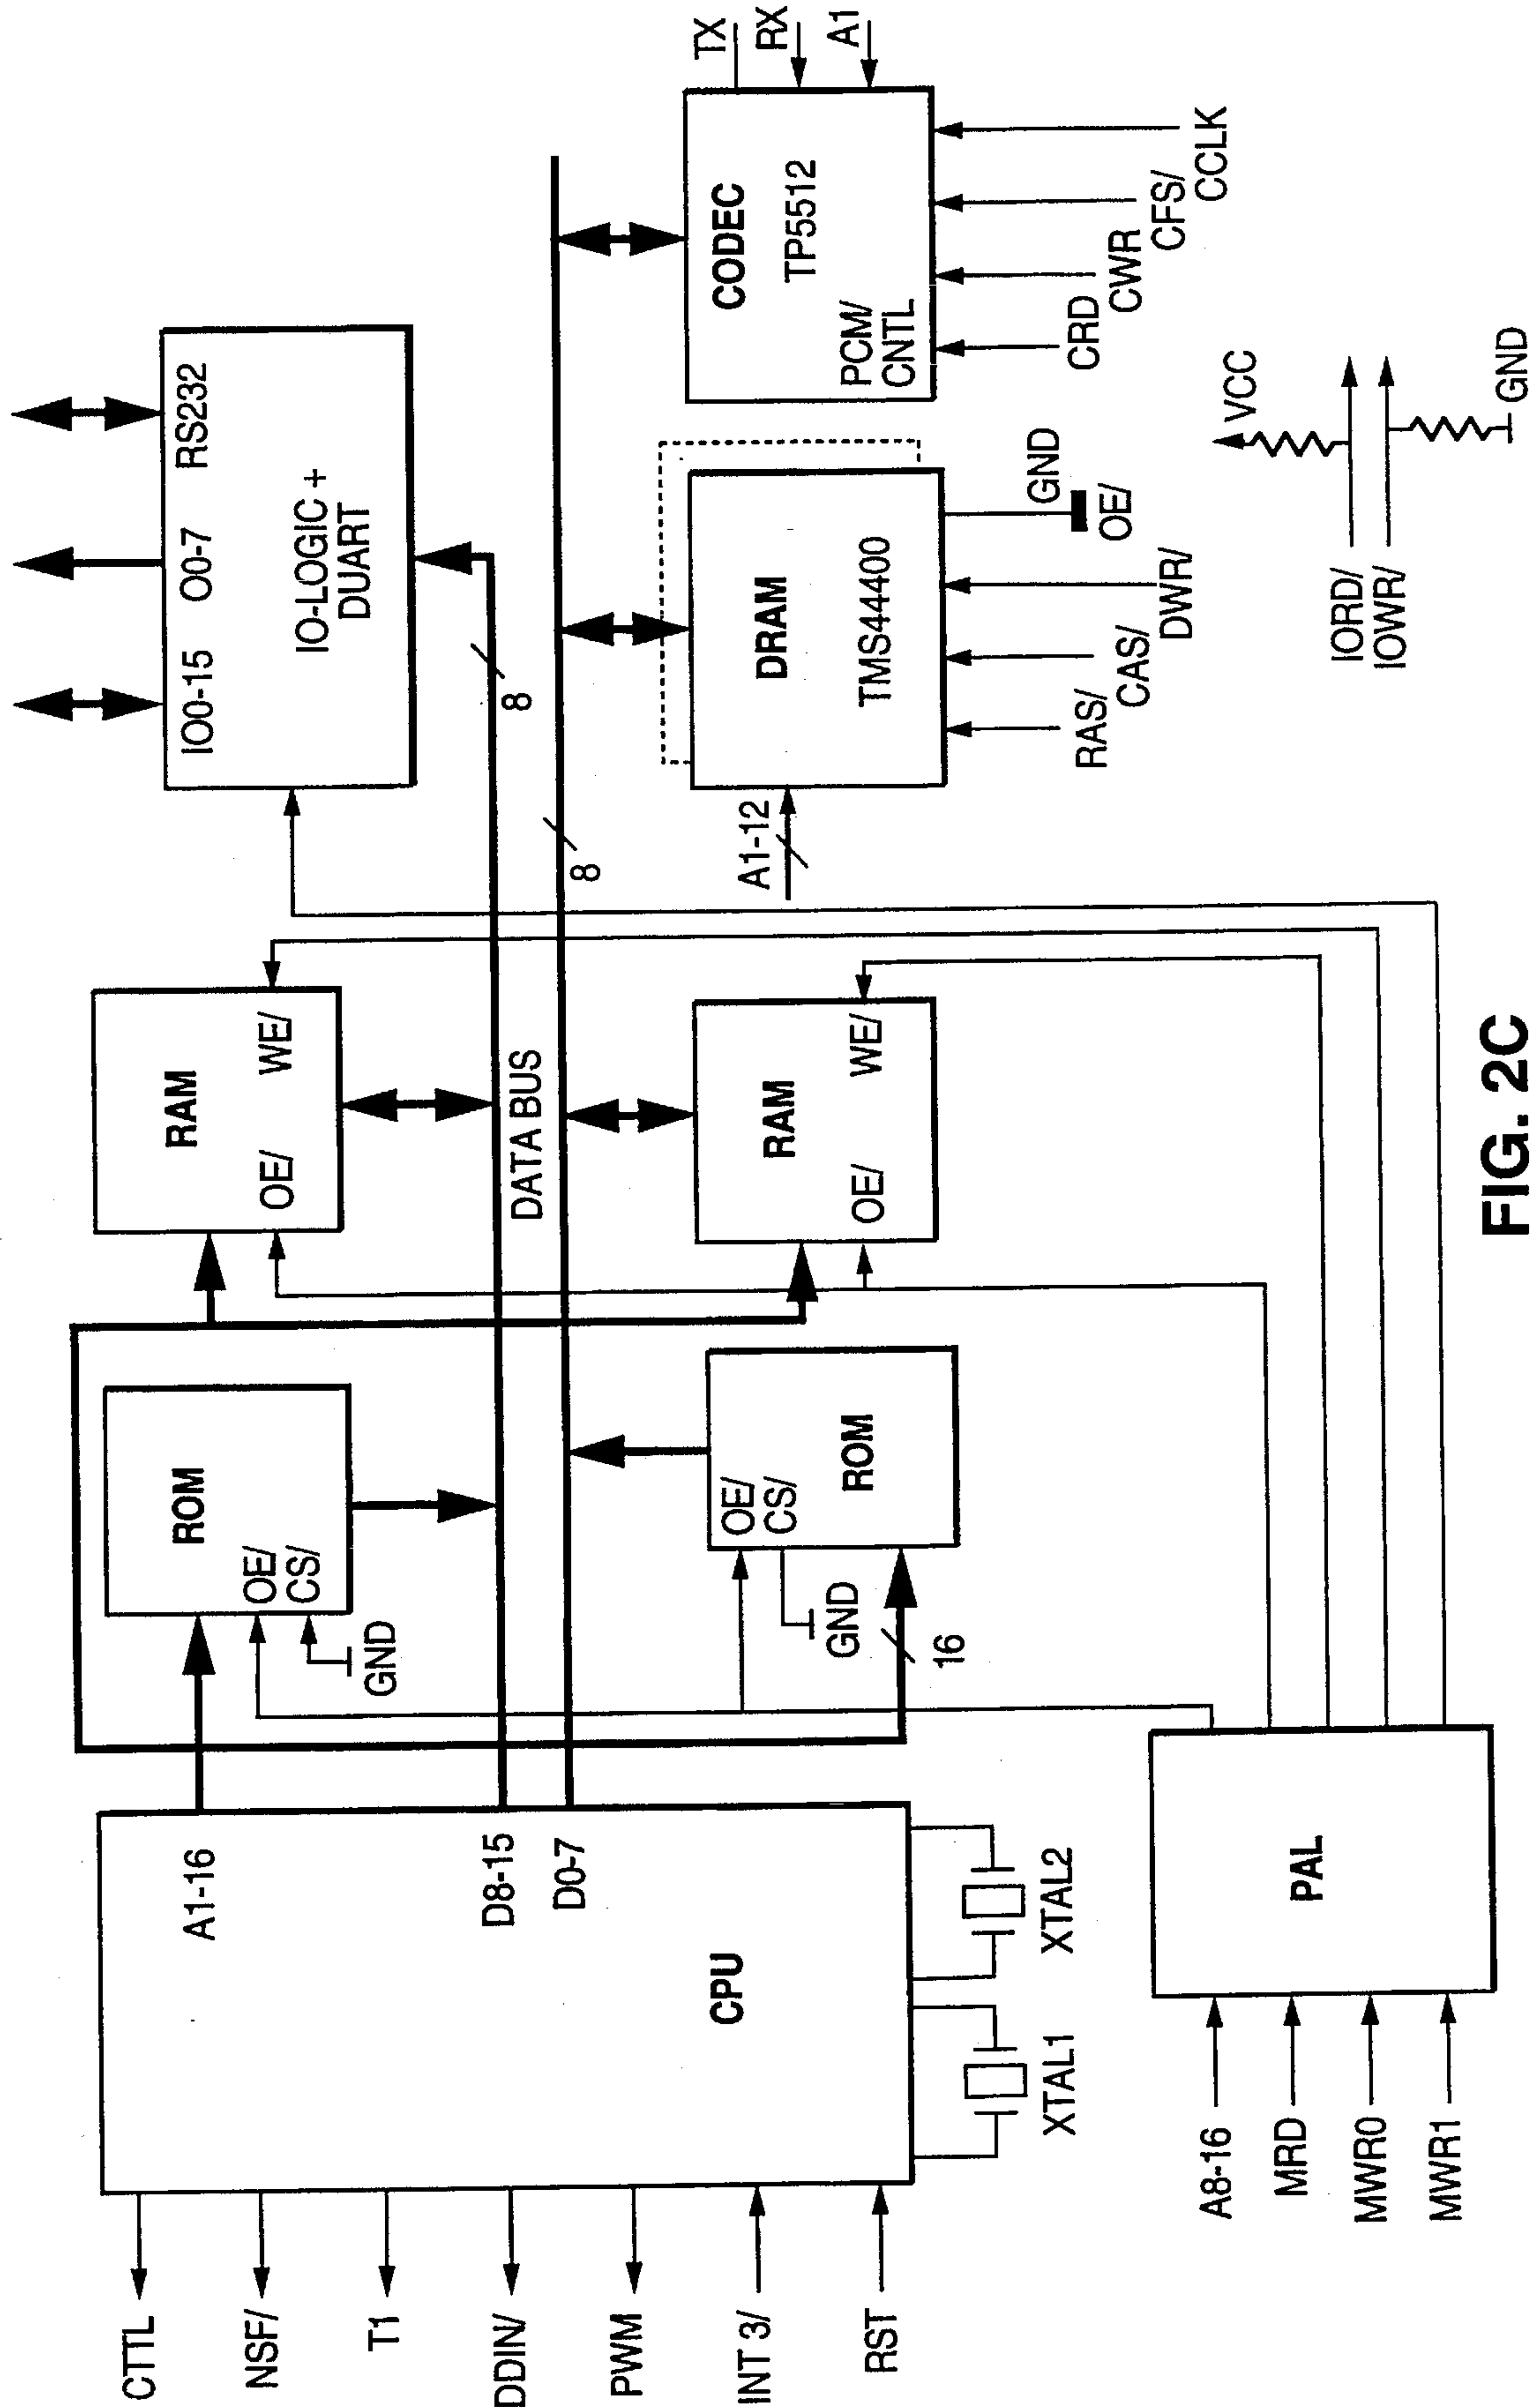 CTTL
NSF/
T1
DDIN/
PWM
INT 3/
RST
A1-16
D8-15
D0-7
CPU
XTAL1
XTAL2
ROM
OE/
CS/
GND
OE/
CS/
ROM
GND
16
RAM
OE/ WE/
DATA BUS
RAM
OE/ WE/
IO0-15 O0-7 RS232
IO-LOGIC +
DUART
8
8
A1-12
DRAM
TMS44400
RAS/
CAS/
DWR/
GND
OE/
CODEC
TP5512
PCM/
CNTL
TX
RX
A1
CRD
CWR
CFS/
CCLK
A8-16
MRD
MWR0
MWR1
PAL
IORD/
IOWR/
VCC
GND
FIG. 2C